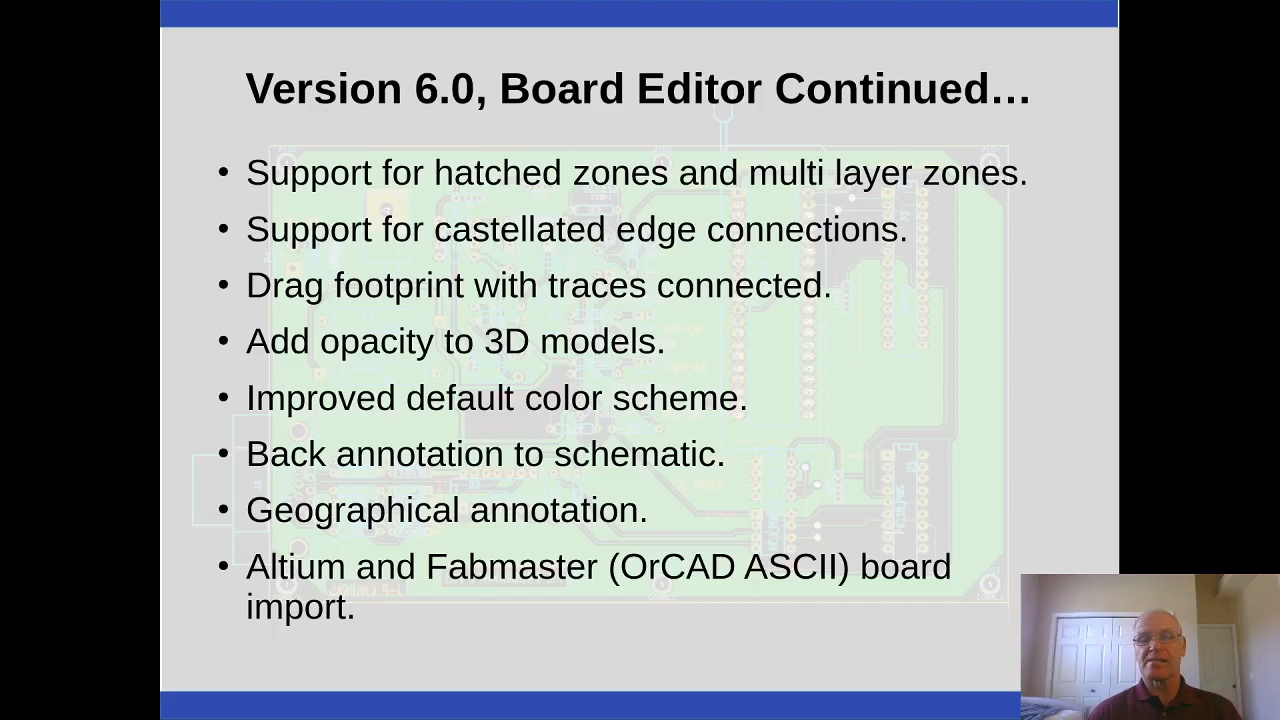 Version 6.0, Board Editor Continued…
• Support for hatched zones and multi layer zones.
• Support for castellated edge connections.
• Drag footprint with traces connected.
• Add opacity to 3D models.
• Improved default color scheme.
• Back annotation to schematic.
• Geographical annotation.
• Altium and Fabmaster (OrCAD ASCII) board
import.